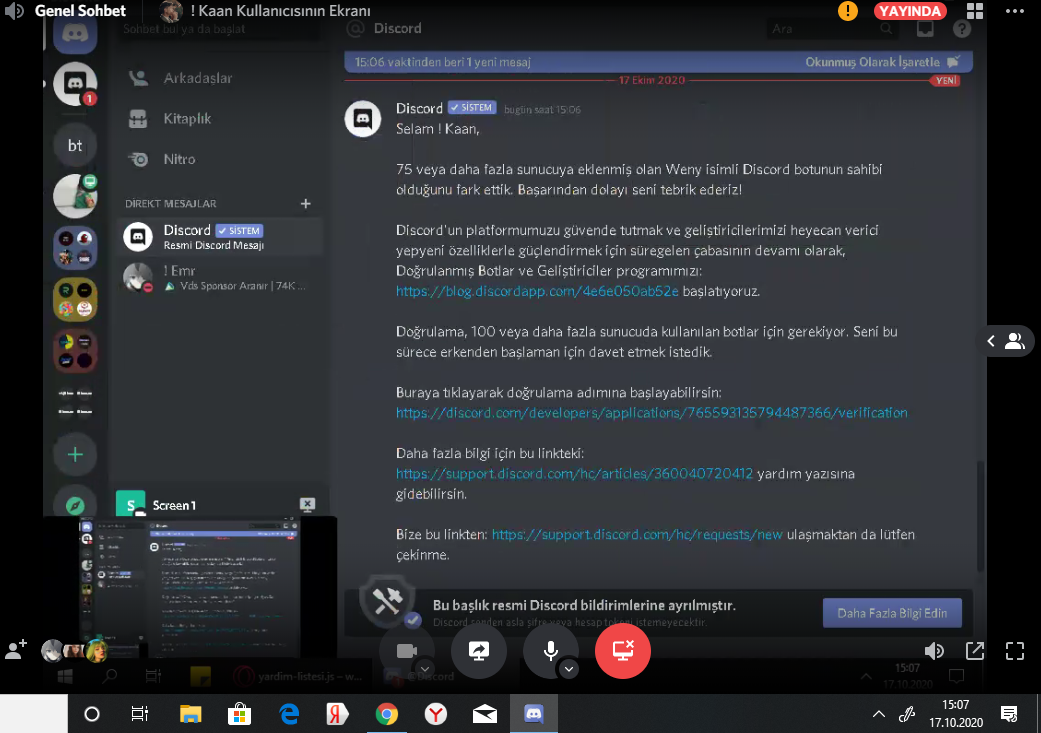 Genel Sohbet
! Kaan Kullanıcısının Ekranı
YAYINDA
Sohbet bul ya da başlat
Discord
Ara
15:06 vaktinden beri 1 yeni mesaj
Okunmuş Olarak İşaretle
17 Ekim 2020
YENİ
1
bt
Arkadaşlar
Kitaplık
Nitro
DİREKT MESAJLAR
Discord SİSTEM
Resmi Discord Mesajı
! Emr
Vds Sponsor Aranır | 74K ...
Discord SİSTEM bugün saat 15:06
Selam ! Kaan,
75 veya daha fazla sunucuya eklenmiş olan Weny isimli Discord botunun sahibi
olduğunu fark ettik. Başarından dolayı seni tebrik ederiz!
Discord'un platformumuzu güvende tutmak ve geliştiricilerimizi heyecan verici
yepyeni özelliklerle güçlendirmek için süregelen çabasının devamı olarak,
Doğrulanmış Botlar ve Geliştiriciler programımızı:
https://blog.discordapp.com/4e6e050ab52e başlatıyoruz.
Doğrulama, 100 veya daha fazla sunucuda kullanılan botlar için gerekiyor. Seni bu
sürece erkenden başlaman için davet etmek istedik.
Buraya tıklayarak doğrulama adımına başlayabilirsin:
https://discord.com/developers/applications/765593135794487366/verification
Daha fazla bilgi için bu linkteki:
https://support.discord.com/hc/articles/360040720412 yardım yazısına
gidebilirsin.
Bize bu linkten: https://support.discord.com/hc/requests/new ulaşmaktan da lütfen
çekinme.
S
Screen 1
Bu başlık resmi Discord bildirimlerine ayrılmıştır.
Discord senden asla şifre veya hesap tokeni istemeyecektir.
Daha Fazla Bilgi Edin
yardim-listesi.js – w...
Discord
15:07
17.10.2020
15:07
17.10.2020